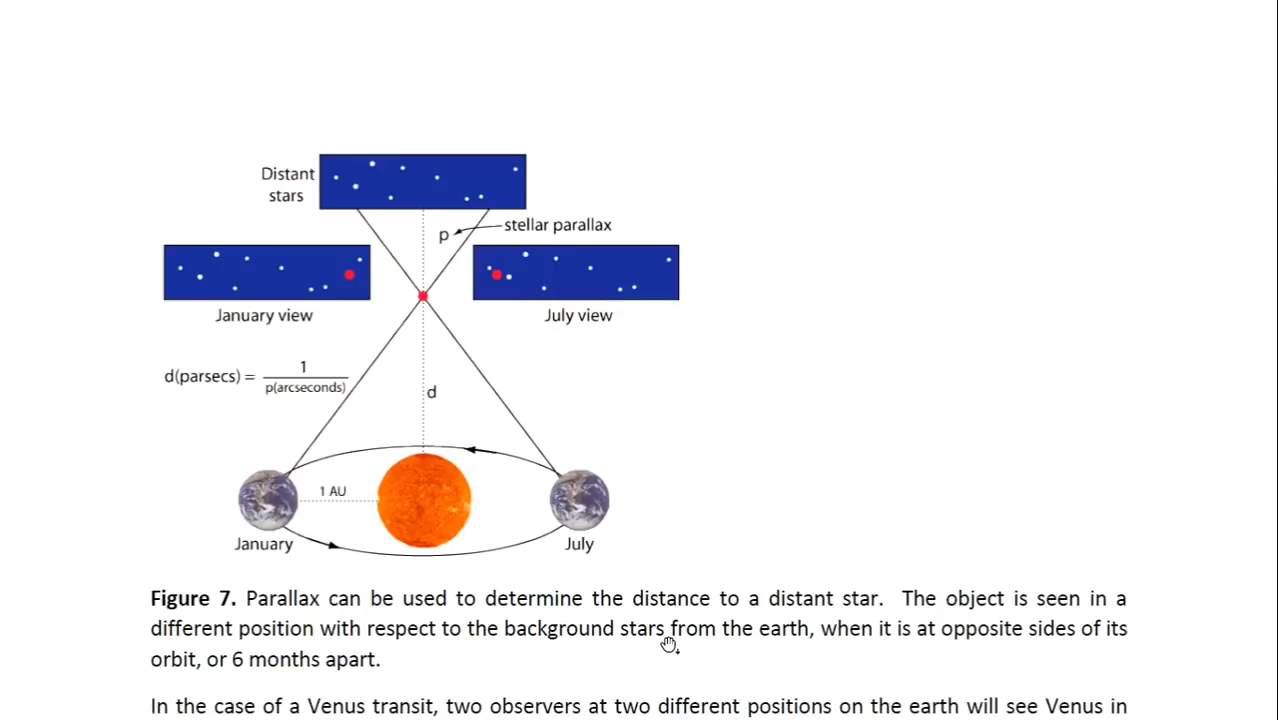 Distant
stars
p
stellar parallax
January view
July view
d(parsecs) = 1
p(arcseconds)
d
1 AU
January
July
Figure 7. Parallax can be used to determine the distance to a distant star. The object is seen in a
different position with respect to the background stars from the earth, when it is at opposite sides of its
orbit, or 6 months apart.
In the case of a Venus transit, two observers at two different positions on the earth will see Venus in